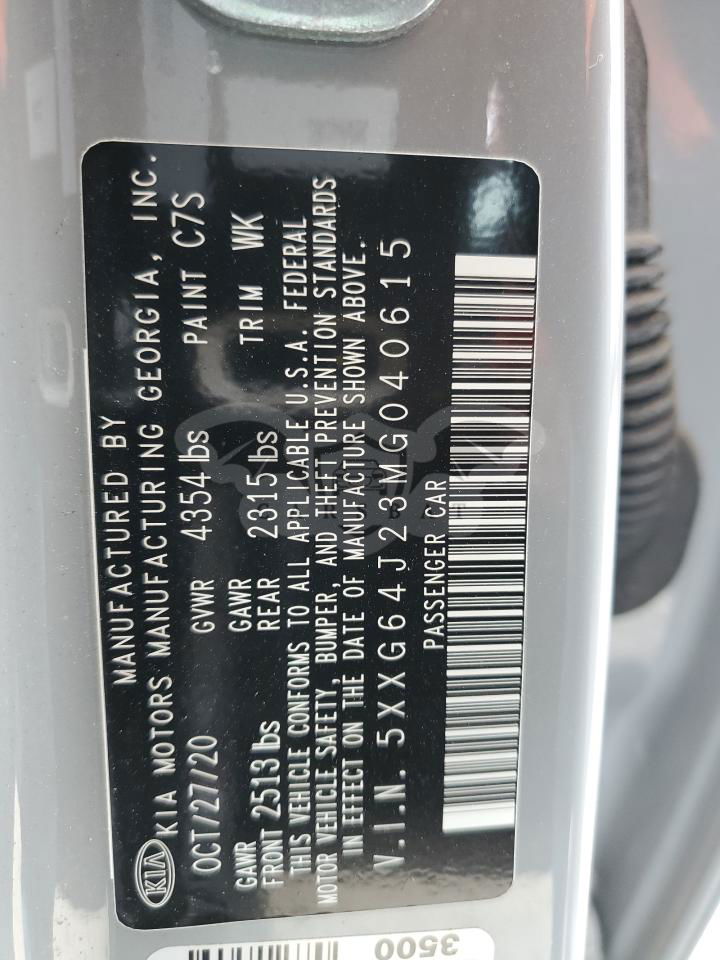 MANUFACTURED BY
KIA KIA MOTORS MANUFACTURING GEORGIA, INC.
OCT/27/20 GVWR 4354 lbs PAINT C7S
GAWR FRONT 2513 lbs GAWR REAR 2315 lbs TRIM WK
THIS VEHICLE CONFORMS TO ALL APPLICABLE U.S.A. FEDERAL
MOTOR VEHICLE SAFETY, BUMPER, AND THEFT PREVENTION STANDARDS
IN EFFECT ON THE DATE OF MANUFACTURE SHOWN ABOVE.
V.I.N. 5XXG64J23MG040615
PASSENGER CAR
3500